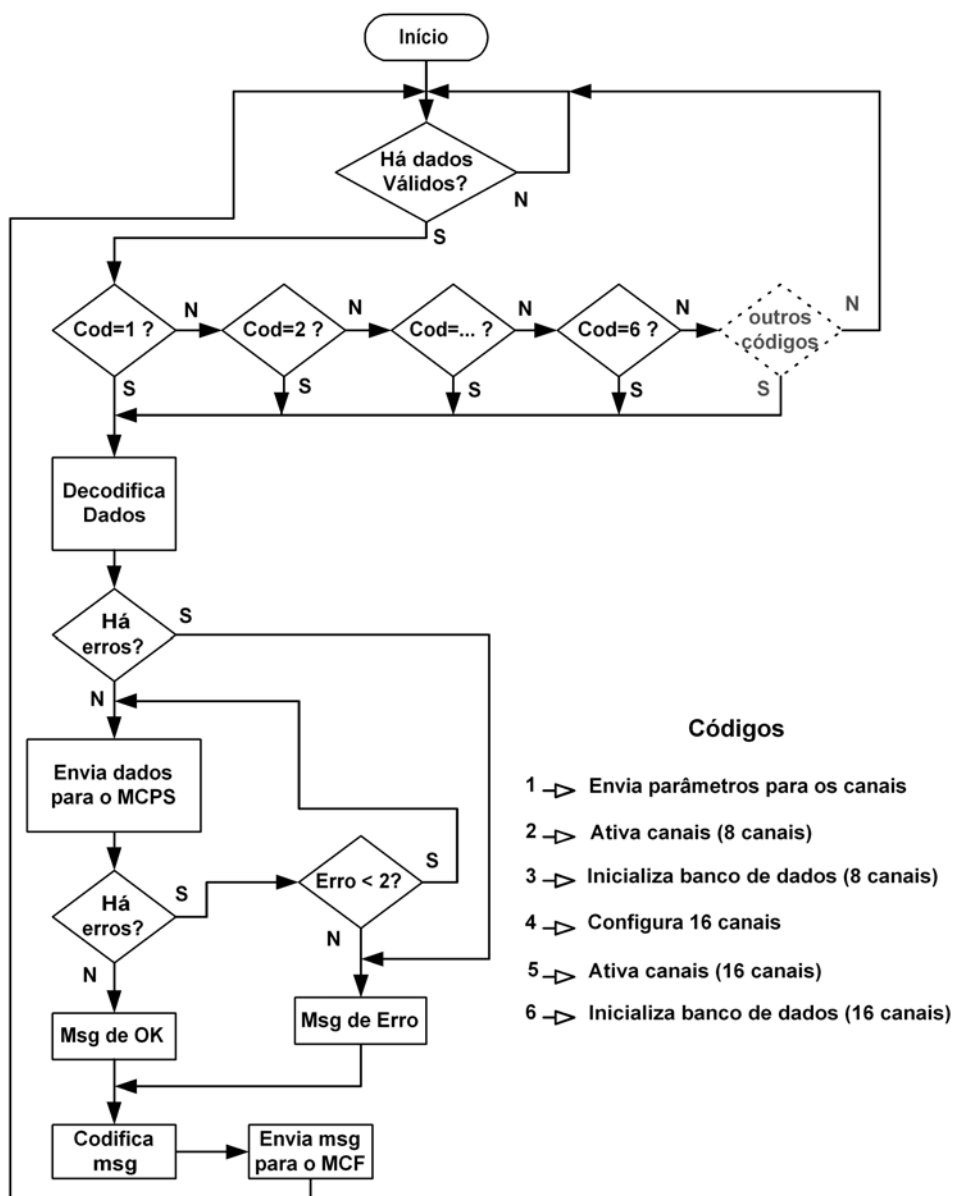 Início
Há dados
Válidos?
N
S
Cod=1 ?
N
Cod=2 ?
N
Cod=... ?
N
Cod=6 ?
N
outros
códigos
N
S
S
S
S
S
Decodifica
Dados
Há
erros?
S
N
Envia dados
para o MCPS
Há
erros?
S
Erro < 2?
S
N
N
Msg de OK
Msg de Erro
Codifica
msg
Envia msg
para o MCF
Códigos
1 Envia parâmetros para os canais
2 Ativa canais (8 canais)
3 Inicializa banco de dados (8 canais)
4 Configura 16 canais
5 Ativa canais (16 canais)
6 Inicializa banco de dados (16 canais)